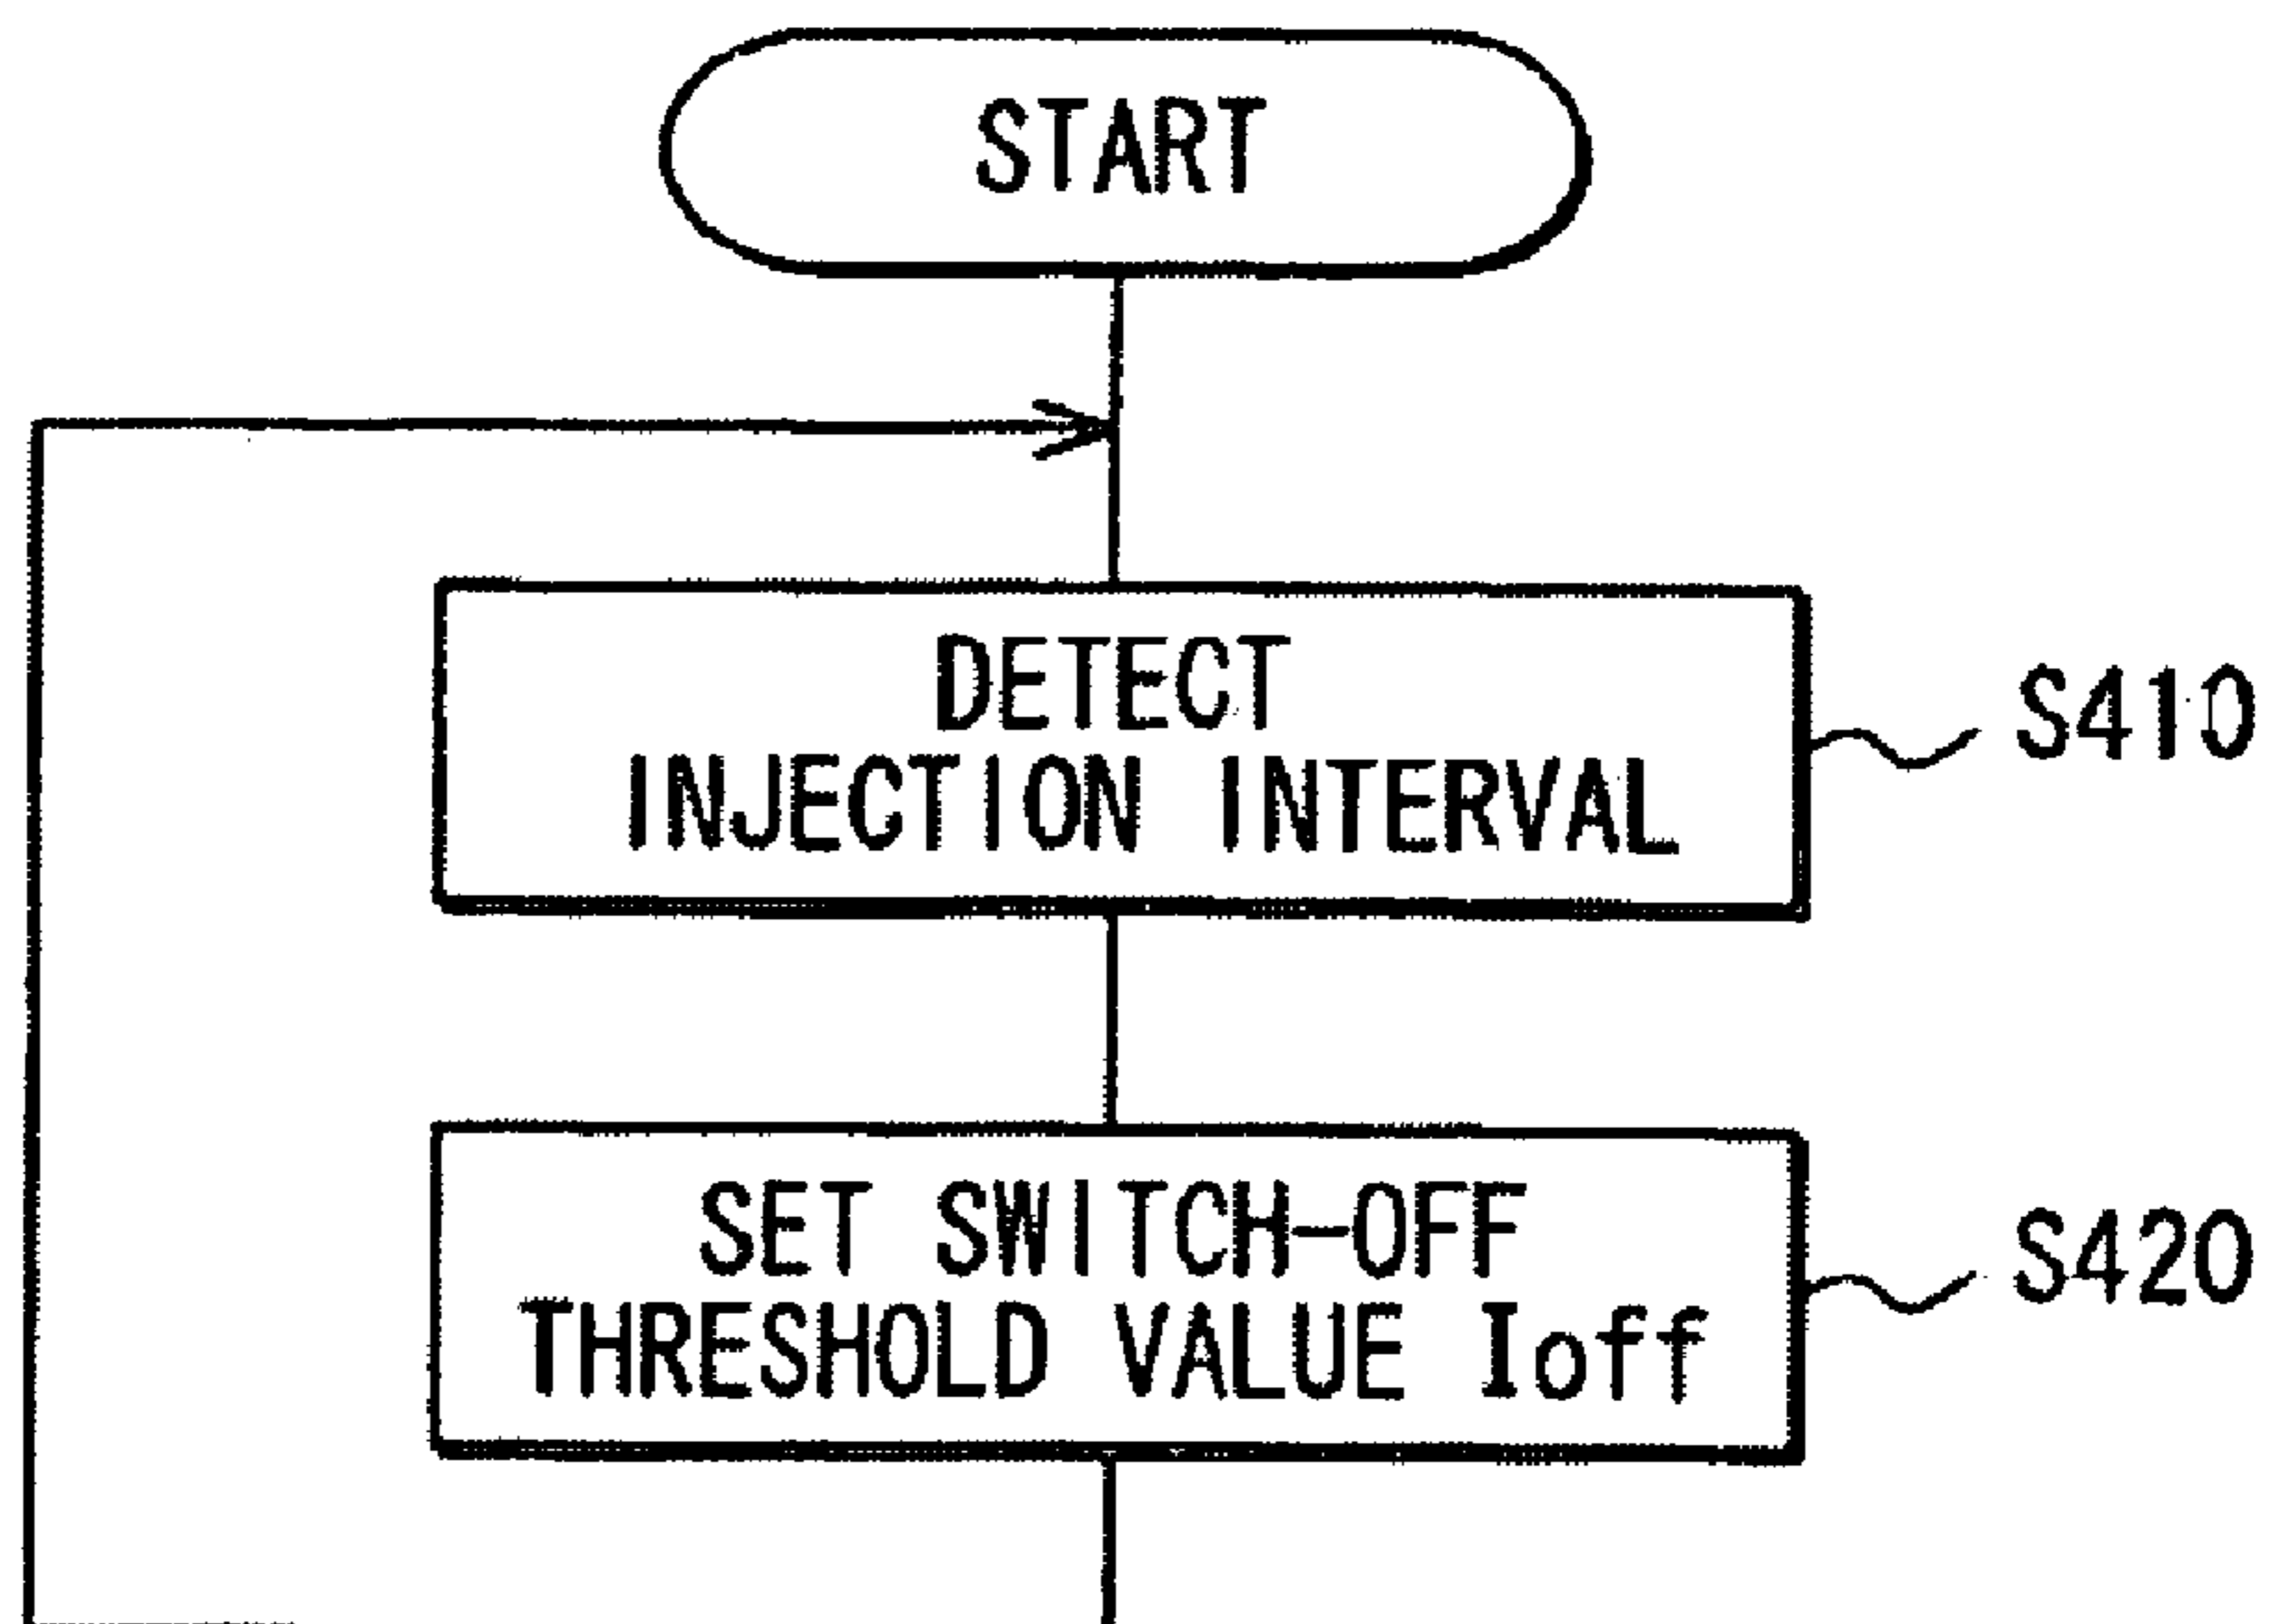 START
DETECT
INJECTION INTERVAL
S410
SET SWITCH-OFF
THRESHOLD VALUE Ioff
S420